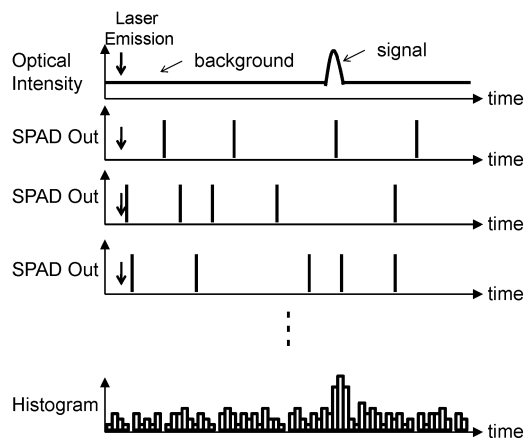 Laser
Emission
Optical
Intensity
background
signal
time
SPAD Out
time
SPAD Out
time
SPAD Out
time
Histogram
time